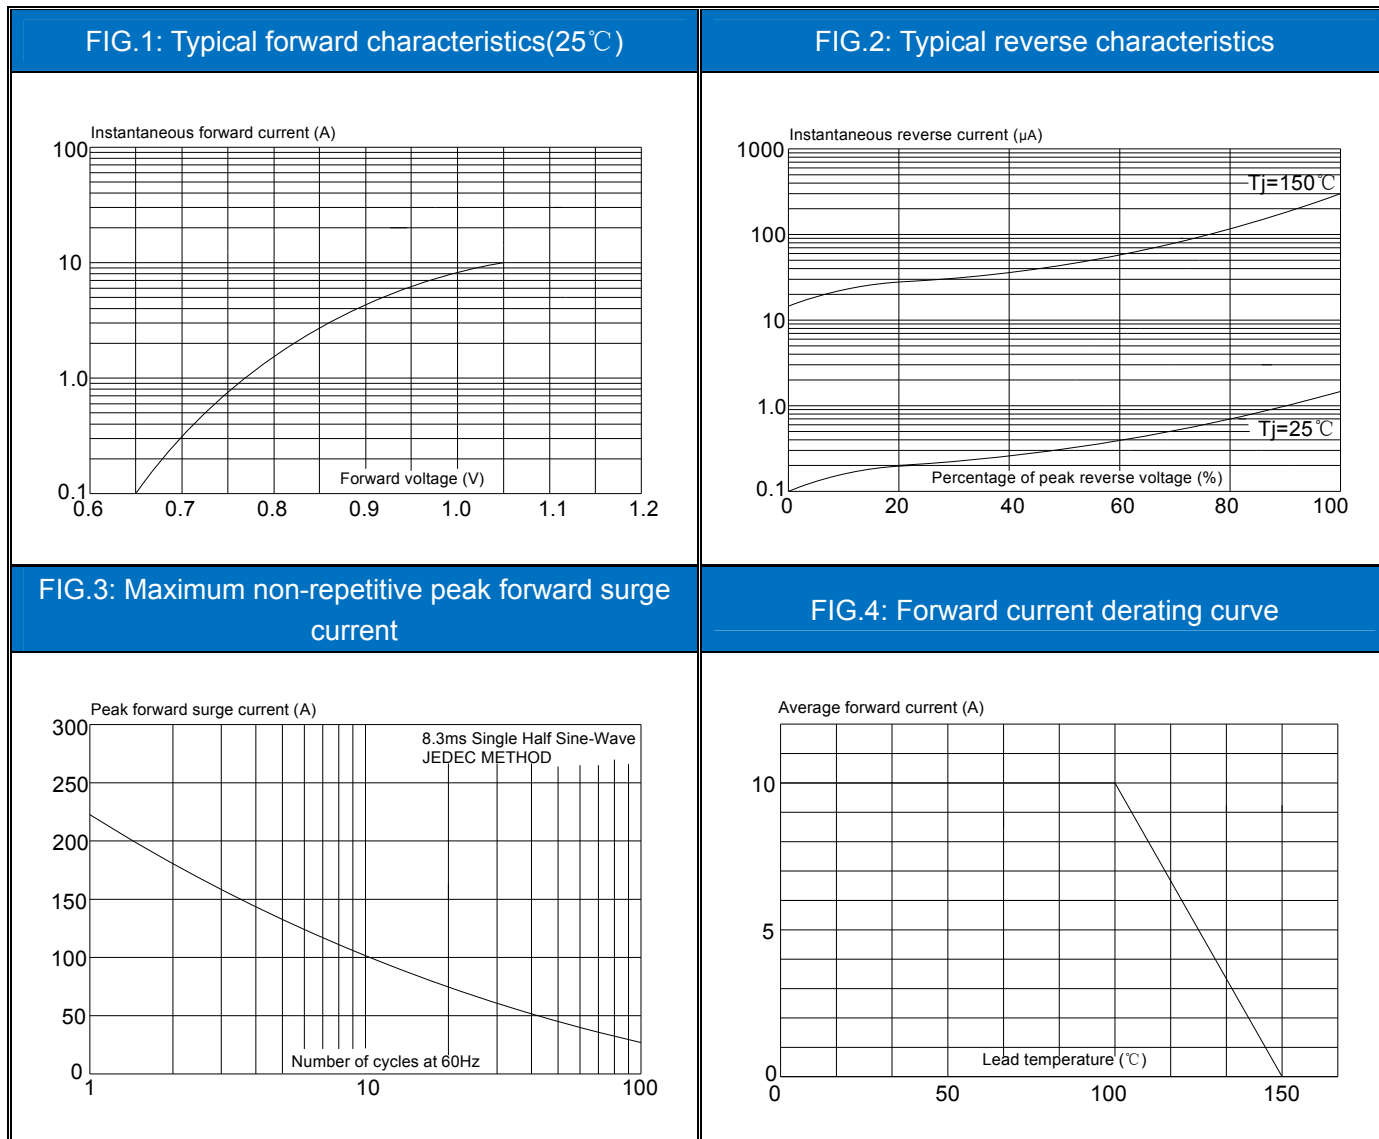 FIG.1: Typical forward characteristics(25℃)
FIG.2: Typical reverse characteristics
Instantaneous forward current (A)
100
10
1.0
0.1
Forward voltage (V)
0.6 0.7 0.8 0.9 1.0 1.1 1.2
Instantaneous reverse current (μA)
1000
Tj=150℃
100
10
1.0
Tj=25℃
0.1
Percentage of peak reverse voltage (%)
0 20 40 60 80 100
FIG.3: Maximum non-repetitive peak forward surge
current
FIG.4: Forward current derating curve
Peak forward surge current (A)
300
8.3ms Single Half Sine-Wave
JEDEC METHOD
250
200
150
100
50
0
Number of cycles at 60Hz
1 10 100
Average forward current (A)
10
5
0
Lead temperature (℃)
0 50 100 150